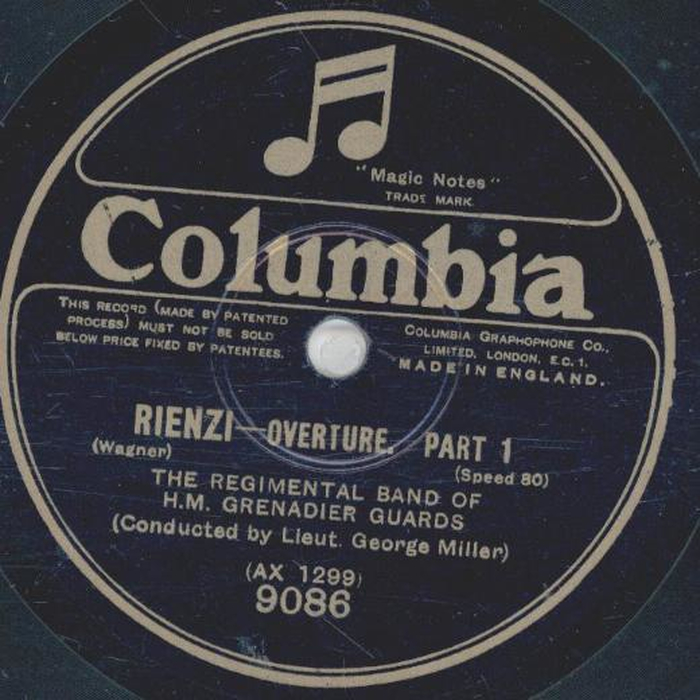 "Magic Notes"
TRADE MARK.
Columbia
THIS RECORD (MADE BY PATENTED
PROCESS) MUST NOT BE SOLD
BELOW PRICE FIXED BY PATENTEES.
COLUMBIA GRAPHOPHONE CO.,
LIMITED, LONDON, E.C.1.
MADE IN ENGLAND.
RIENZI—OVERTURE. PART 1
(Wagner)
(Speed 80)
THE REGIMENTAL BAND OF
H.M. GRENADIER GUARDS
(Conducted by Lieut. George Miller)
(AX 1299)
9086